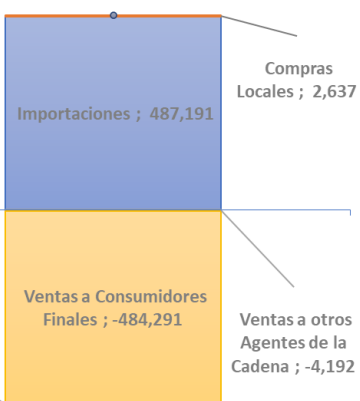 Compras
Locales ; 2,637
Importaciones ; 487,191
Ventas a Consumidores
Finales ; -484,291
Ventas a otros
Agentes de la
Cadena ; -4,192